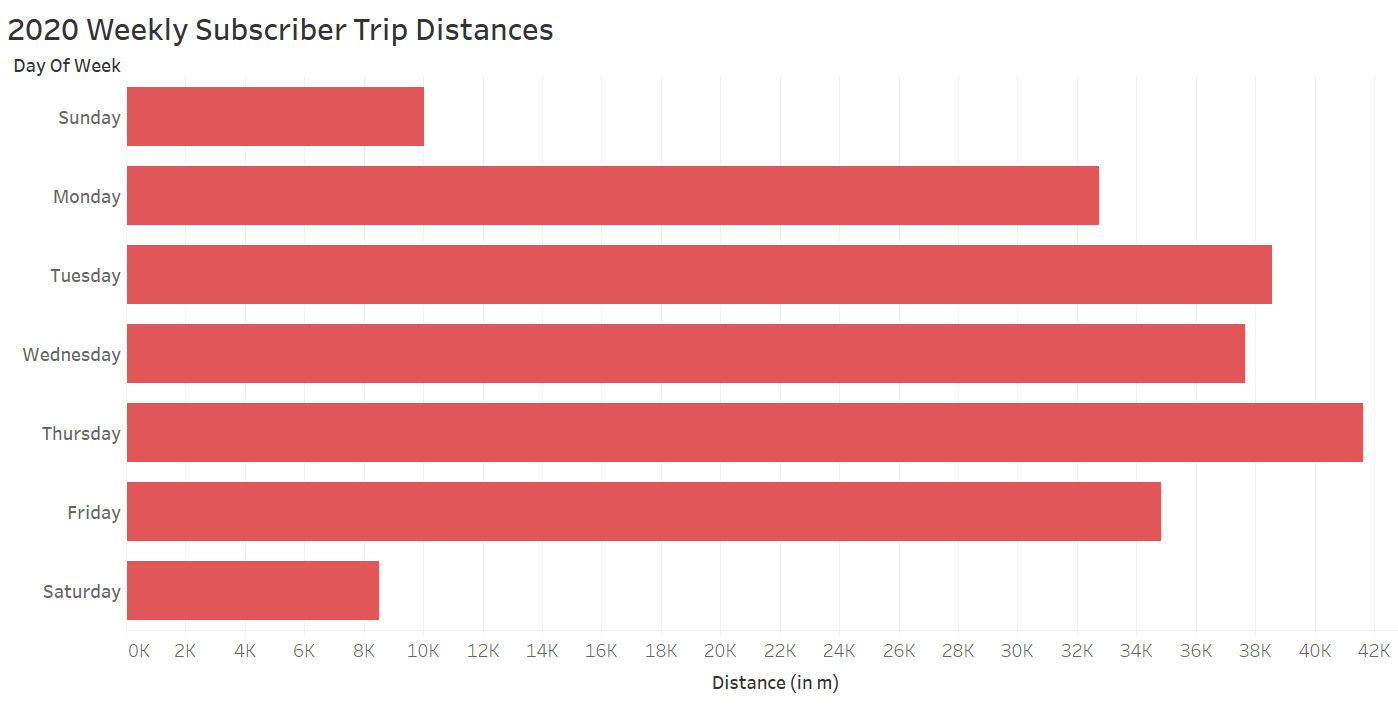 2020 Weekly Subscriber Trip Distances
Day Of Week
Sunday
Monday
Tuesday
Wednesday
Thursday
Friday
Saturday
0K 2K 4K 6K 8K 10K 12K 14K 16K 18K 20K 22K 24K 26K 28K 30K 32K 34K 36K 38K 40K 42K
Distance (in m)